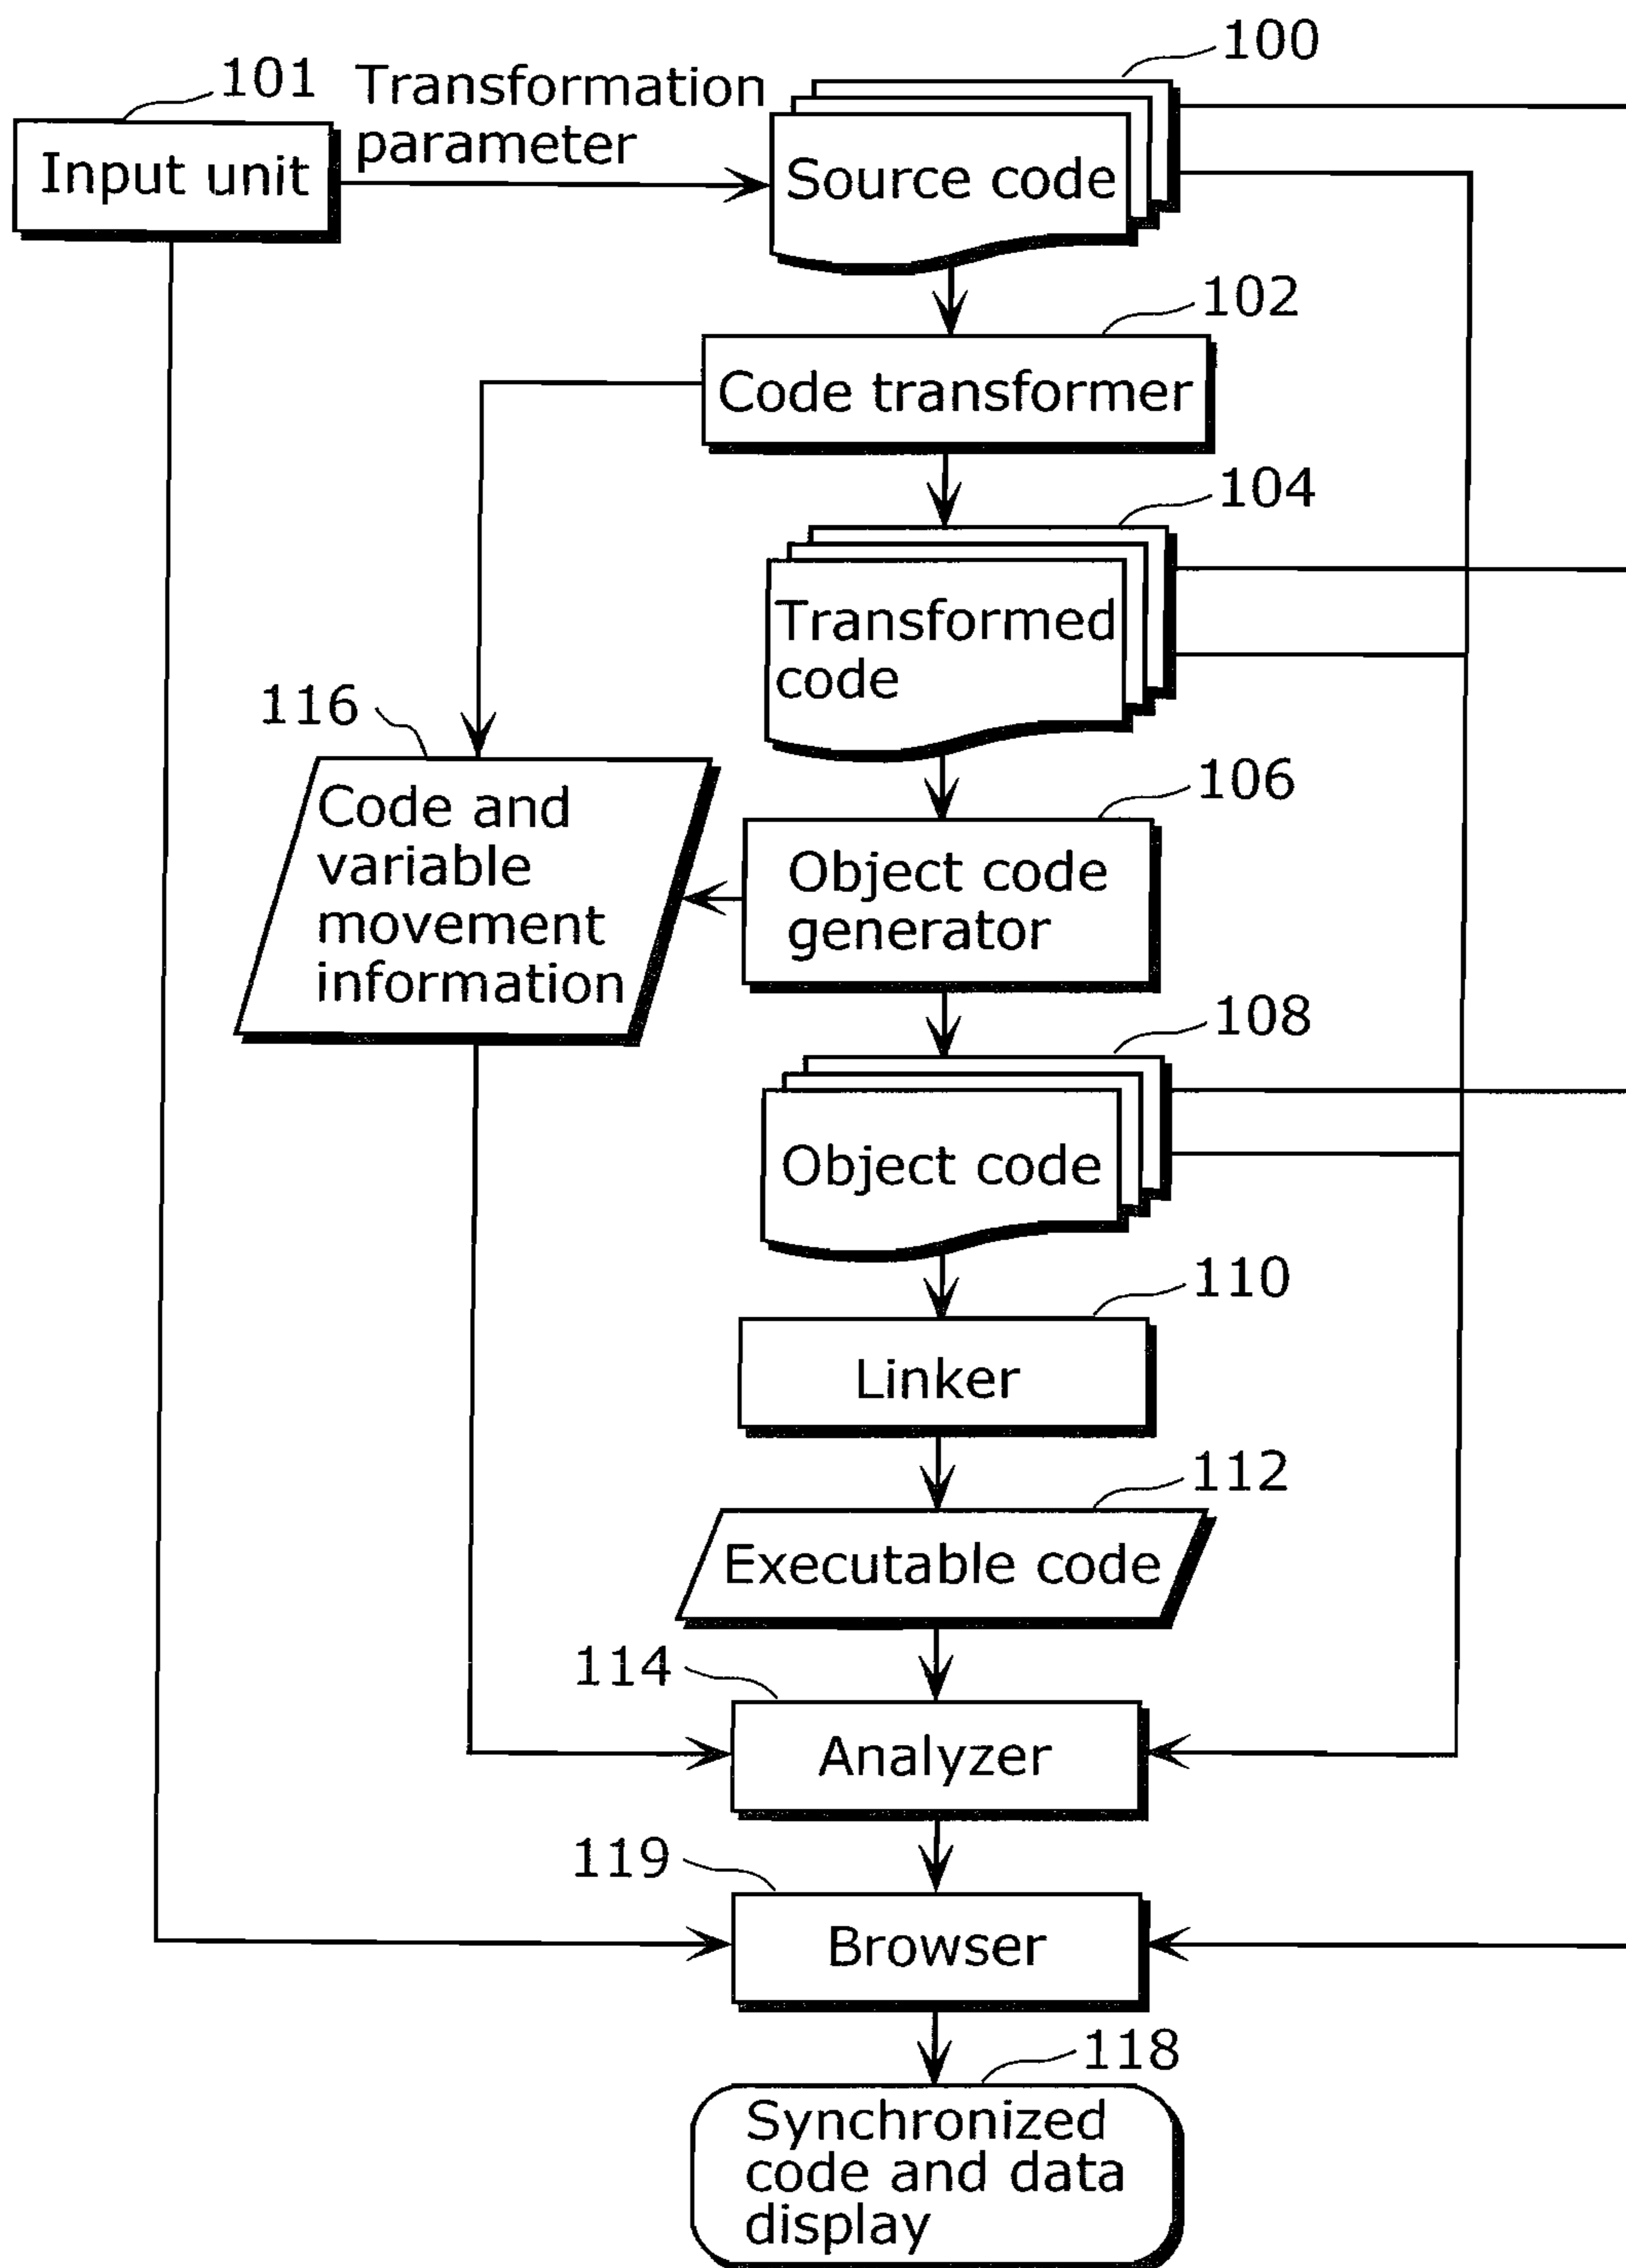 100
101
Transformation
parameter
Input unit
Source code
102
Code transformer
104
Transformed
code
116
106
Code and
variable
movement
information
Object code
generator
108
Object code
110
Linker
112
Executable code
114
Analyzer
119
Browser
118
Synchronized
code and data
display